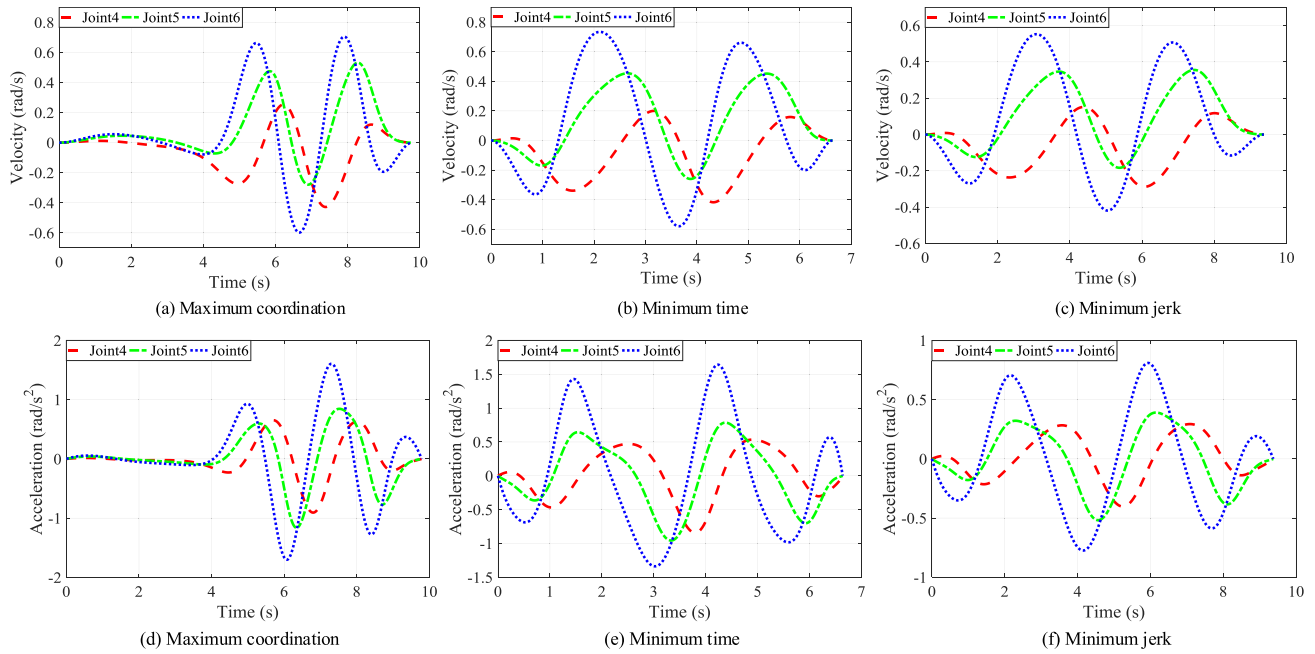 Joint4 Joint5 Joint6
0.8
0.6
0.4
0.2
0
-0.2
-0.4
-0.6
Velocity (rad/s)
0 2 4 6 8 10
Time (s)
(a) Maximum coordination
Joint4 Joint5 Joint6
0.8
0.6
0.4
0.2
0
-0.2
-0.4
-0.6
Velocity (rad/s)
0 1 2 3 4 5 6 7
Time (s)
(b) Minimum time
Joint4 Joint5 Joint6
0.6
0.4
0.2
0
-0.2
-0.4
-0.6
Velocity (rad/s)
0 2 4 6 8 10
Time (s)
(c) Minimum jerk
Joint4 Joint5 Joint6
2
1
0
-1
-2
Acceleration (rad/s²)
0 2 4 6 8 10
Time (s)
(d) Maximum coordination
Joint4 Joint5 Joint6
2
1.5
1
0.5
0
-0.5
-1
-1.5
Acceleration (rad/s²)
0 1 2 3 4 5 6 7
Time (s)
(e) Minimum time
Joint4 Joint5 Joint6
1
0.5
0
-0.5
-1
Acceleration (rad/s²)
0 2 4 6 8 10
Time (s)
(f) Minimum jerk